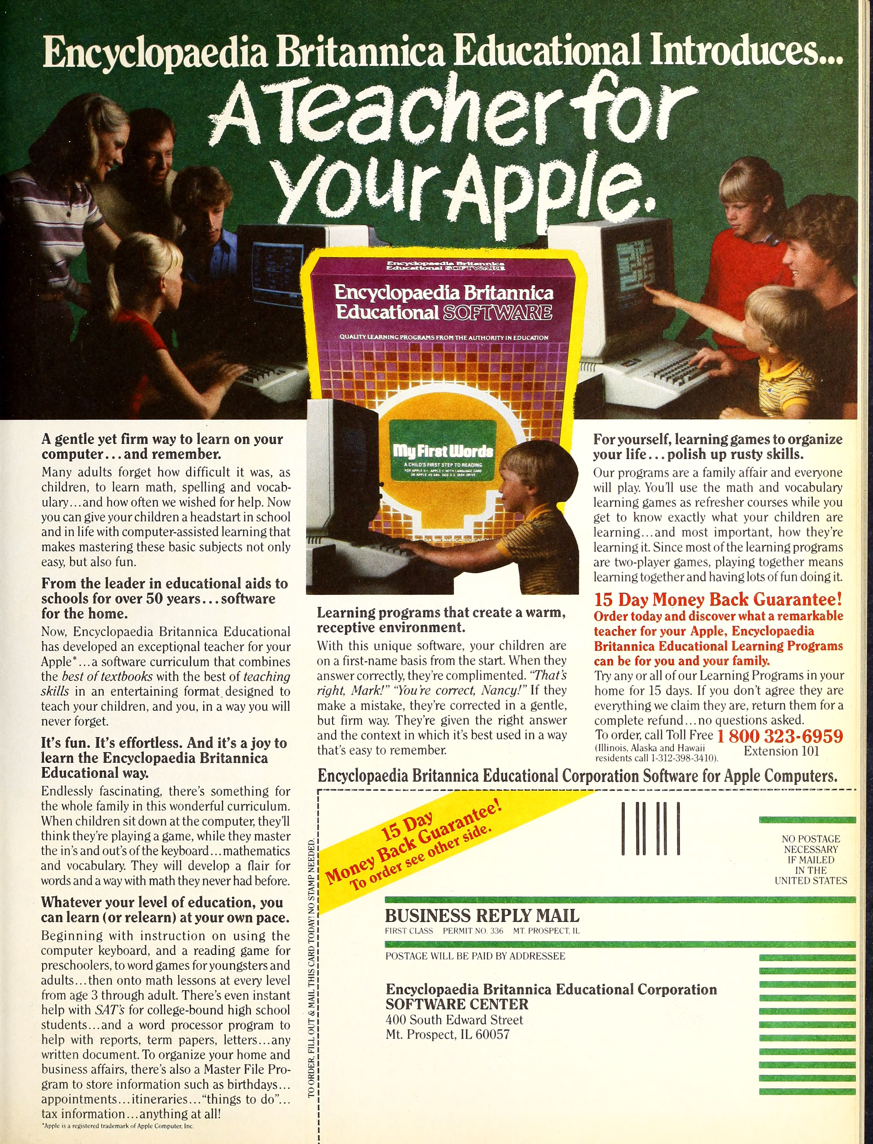 Encyclopaedia Britannica Educational Introduces...
A Teacher for
your Apple.
Encyclopaedia Britannica
Educational SOFTWARE
Encyclopaedia Britannica
Educational SOFTWARE
QUALITY LEARNING PROGRAMS FROM THE AUTHORITY IN EDUCATION
My First Words
A CHILD'S FIRST STEP TO READING
A gentle yet firm way to learn on your
computer...and remember.
Many adults forget how difficult it was, as
children, to learn math, spelling and vocab-
ulary...and how often we wished for help. Now
you can give your children a headstart in school
and in life with computer-assisted learning that
makes mastering these basic subjects not only
easy, but also fun.
From the leader in educational aids to
schools for over 50 years...software
for the home.
Now, Encyclopaedia Britannica Educational
has developed an exceptional teacher for your
Apple*...a software curriculum that combines
the best of textbooks with the best of teaching
skills in an entertaining format designed to
teach your children, and you, in a way you will
never forget.
It's fun. It's effortless. And it's a joy to
learn the Encyclopaedia Britannica
Educational way.
Endlessly fascinating, there's something for
the whole family in this wonderful curriculum.
When children sit down at the computer, they'll
think they're playing a game, while they master
the in's and out's of the keyboard...mathematics
and vocabulary. They will develop a flair for
words and a way with math they never had before.
Whatever your level of education, you
can learn (or relearn) at your own pace.
Beginning with instruction on using the
computer keyboard, and a reading game for
preschoolers, to word games for youngsters and
adults...then onto math lessons at every level
from age 3 through adult. There's even instant
help with SAT's for college-bound high school
students...and a word processor program to
help with reports, term papers, letters...any
written document. To organize your home and
business affairs, there's also a Master File Pro-
gram to store information such as birthdays...
appointments...itineraries..."things to do"...
tax information...anything at all!
*Apple is a registered trademark of Apple Computer, Inc.
Learning programs that create a warm,
receptive environment.
With this unique software, your children are
on a first-name basis from the start. When they
answer correctly, they're complimented. "That's
right, Mark!" "You're correct, Nancy!" If they
make a mistake, they're corrected in a gentle,
but firm way. They're given the right answer
and the context in which it's best used in a way
that's easy to remember.
For yourself, learning games to organize
your life...polish up rusty skills.
Our programs are a family affair and everyone
will play. You'll use the math and vocabulary
learning games as refresher courses while you
get to know exactly what your children are
learning...and most important, how they're
learning it. Since most of the learning programs
are two-player games, playing together means
learning together and having lots of fun doing it.
15 Day Money Back Guarantee!
Order today and discover what a remarkable
teacher for your Apple, Encyclopaedia
Britannica Educational Learning Programs
can be for you and your family.
Try any or all of our Learning Programs in your
home for 15 days. If you don't agree they are
everything we claim they are, return them for a
complete refund...no questions asked.
To order, call Toll Free 1 800 323-6959
(Illinois, Alaska and Hawaii
residents call 1-312-398-3410).
Extension 101
Encyclopaedia Britannica Educational Corporation Software for Apple Computers.
TO ORDER, FILL OUT & MAIL THIS CARD TODAY! NO STAMP NEEDED.
15 Day
Money Back Guarantee!
To order see other side.
NO POSTAGE
NECESSARY
IF MAILED
IN THE
UNITED STATES
BUSINESS REPLY MAIL
FIRST CLASS PERMIT NO. 336 MT. PROSPECT, IL
POSTAGE WILL BE PAID BY ADDRESSEE
Encyclopaedia Britannica Educational Corporation
SOFTWARE CENTER
400 South Edward Street
Mt. Prospect, IL 60057